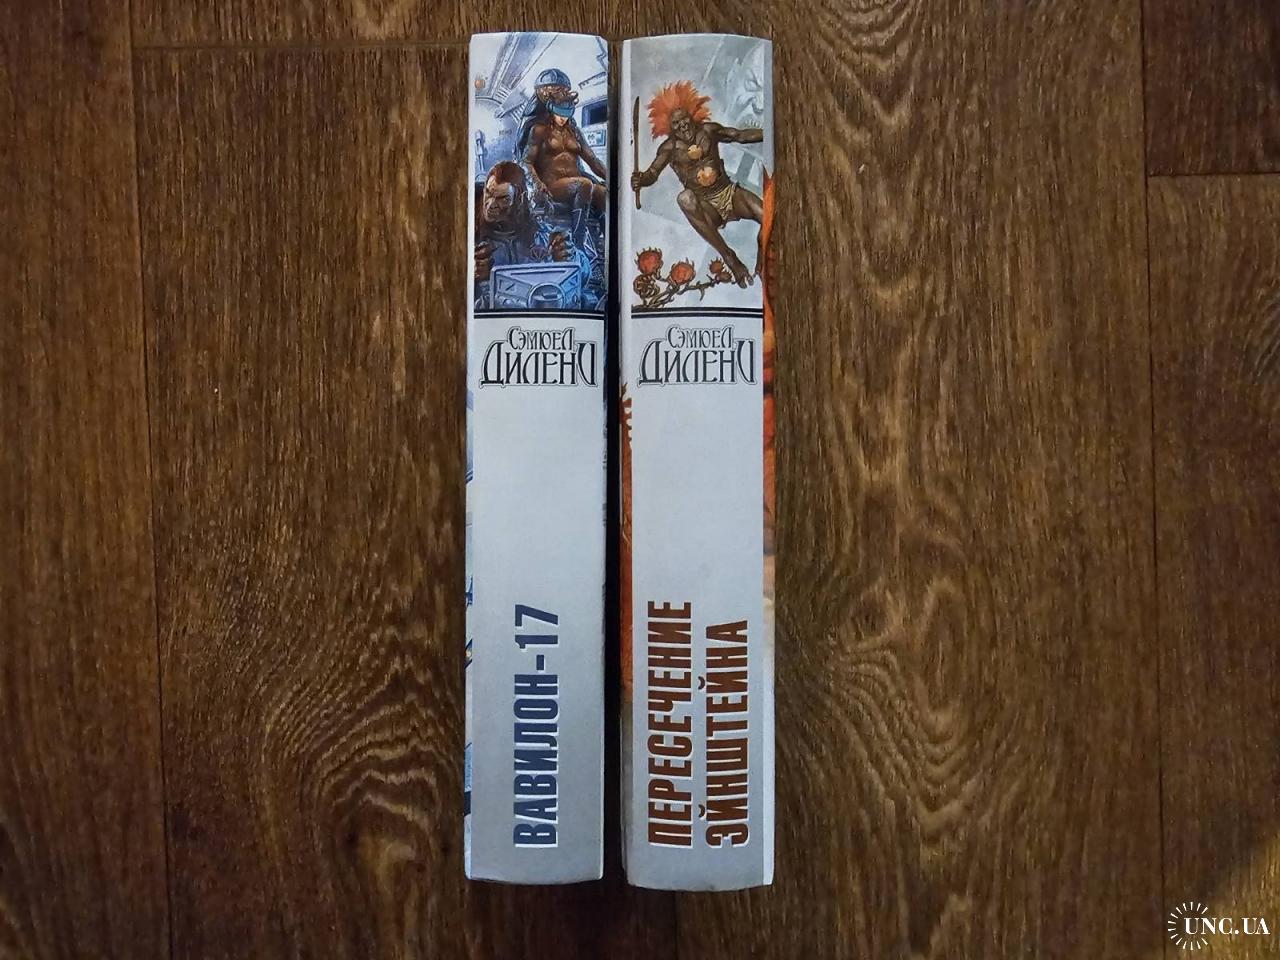 Сэмюел
Дилени
Вавилон-17
Сэмюел
Дилени
Пересечение
Эйнштейна
UNC.UA